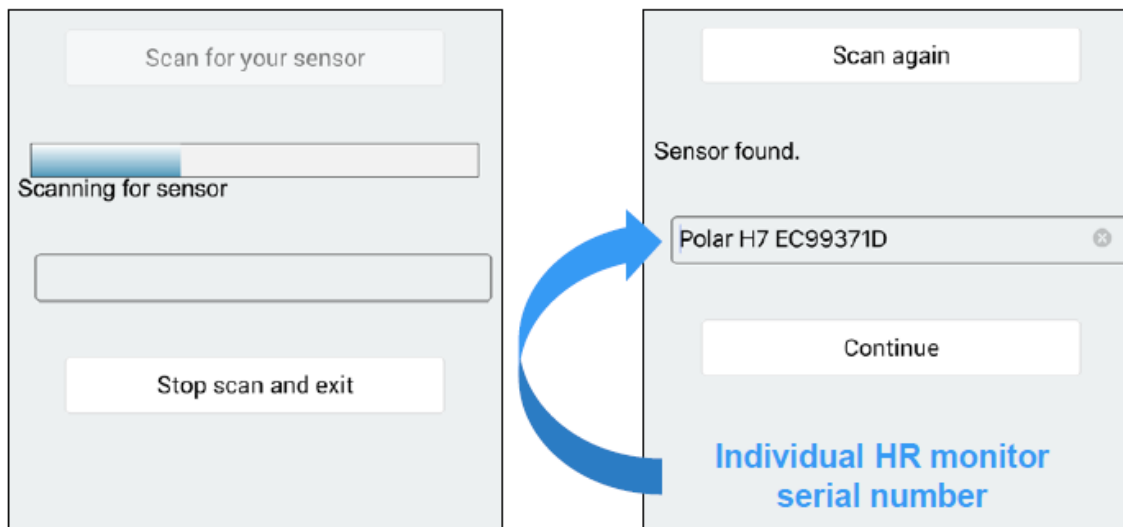 Scan for your sensor
Scanning for sensor
Stop scan and exit
Scan again
Sensor found.
Polar H7 EC99371D
Continue
Individual HR monitor
serial number